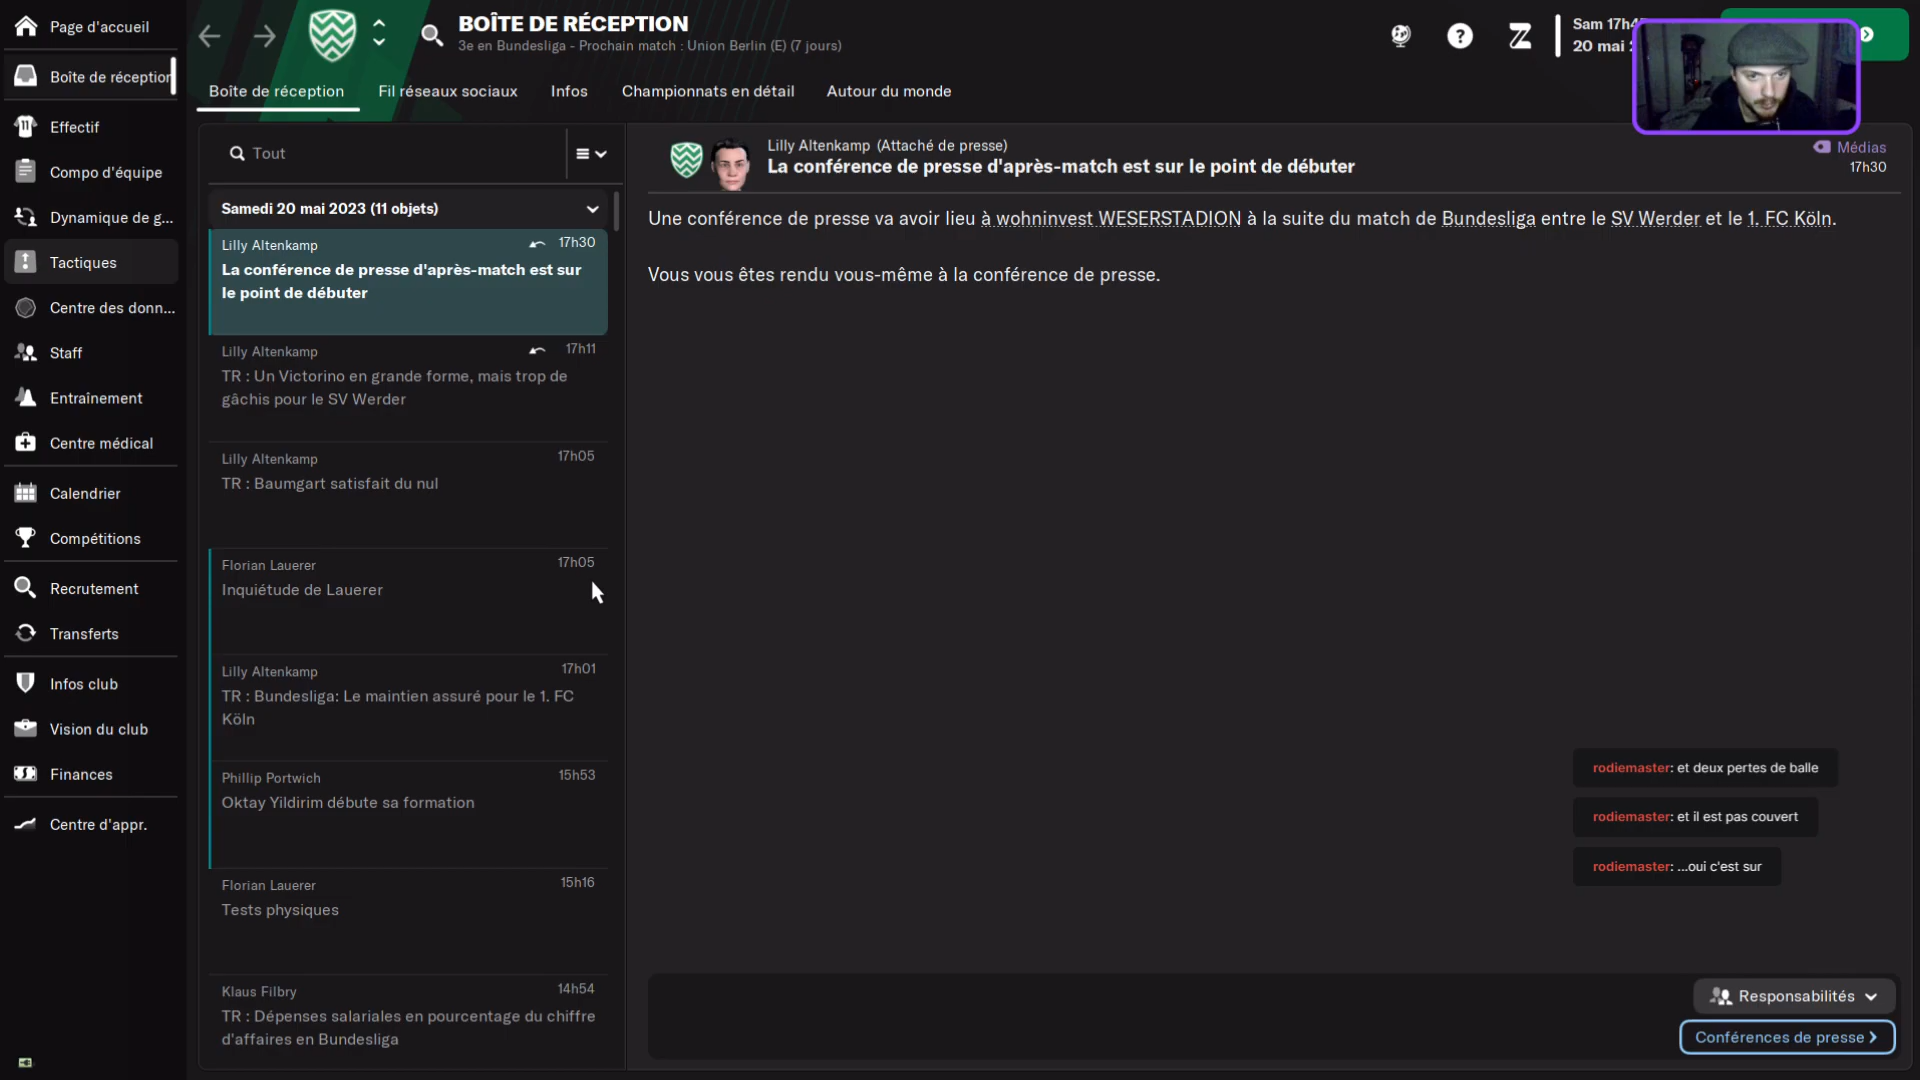 Page d'accueil
Boîte de réception
Effectif
Compo d'équipe
Dynamique de g...
Tactiques
Centre des donn...
Staff
Entraînement
Centre médical
Calendrier
Compétitions
Recrutement
Transferts
Infos club
Vision du club
Finances
Centre d'appr.
BOÎTE DE RÉCEPTION
3e en Bundesliga - Prochain match : Union Berlin (E) (7 jours)
Sam
20 mai
Boîte de réception
Fil réseaux sociaux
Infos
Championnats en détail
Autour du monde
Tout
Samedi 20 mai 2023 (11 objets)
Lilly Altenkamp
17h30
La conférence de presse d'après-match est sur
le point de débuter
Lilly Altenkamp
17h11
TR : Un Victorino en grande forme, mais trop de
gâchis pour le SV Werder
Lilly Altenkamp
17h05
TR : Baumgart satisfait du nul
Florian Lauerer
17h05
Inquiétude de Lauerer
Lilly Altenkamp
17h01
TR : Bundesliga: Le maintien assuré pour le 1. FC
Köln
Phillip Portwich
15h53
Oktay Yildirim débute sa formation
Florian Lauerer
15h16
Tests physiques
Klaus Filbry
14h54
TR : Dépenses salariales en pourcentage du chiffre
d'affaires en Bundesliga
Lilly Altenkamp (Attaché de presse)
La conférence de presse d'après-match est sur le point de débuter
Médias
17h30
Une conférence de presse va avoir lieu à wohninvest WESERSTADION à la suite du match de Bundesliga entre le SV Werder et le 1. FC Köln.
Vous vous êtes rendu vous-même à la conférence de presse.
rodiemaster: et deux pertes de balle
rodiemaster: et il est pas couvert
rodiemaster: ...oui c'est sur
Responsabilités
Conférences de presse